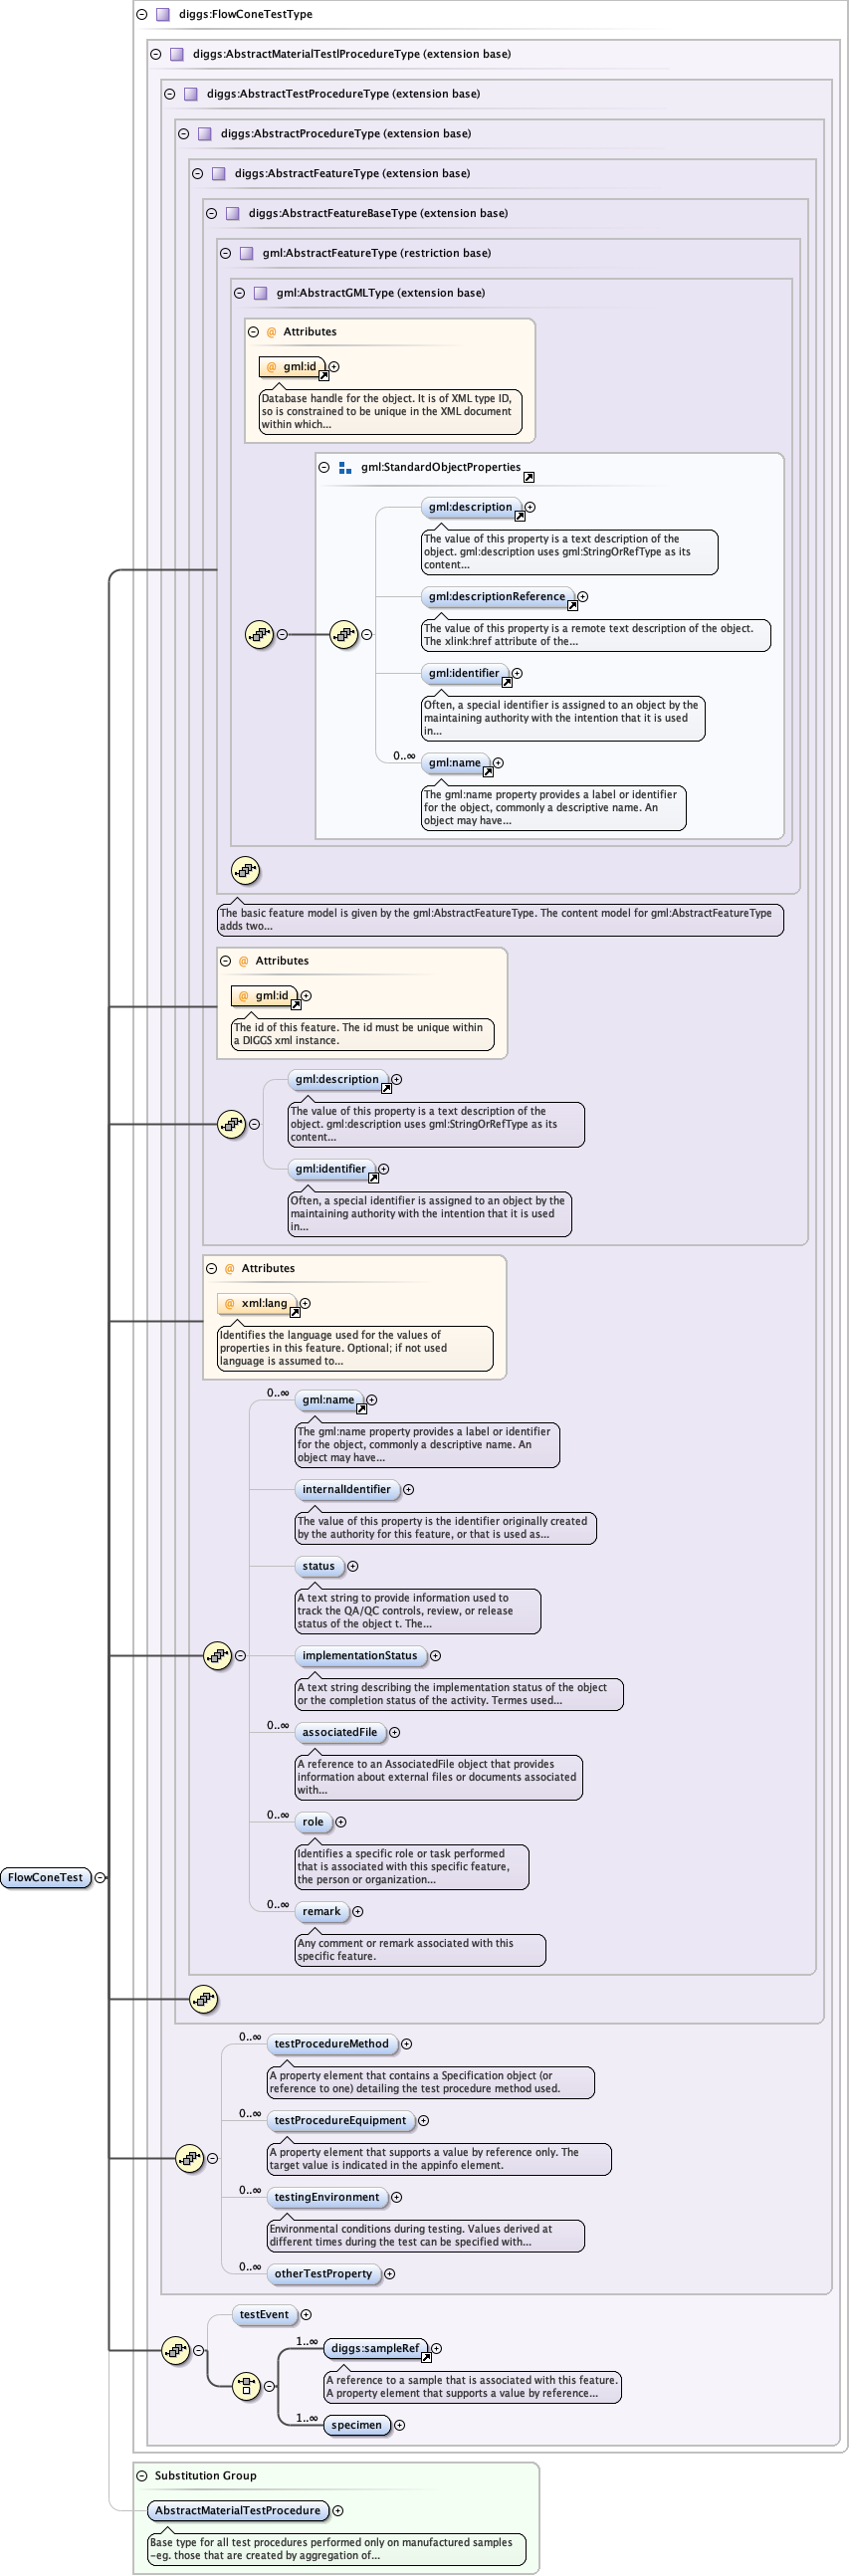 diggs:FlowConeTestType
diggs:AbstractMaterialTestlProcedureType (extension base)
diggs:AbstractTestProcedureType (extension base)
diggs:AbstractProcedureType (extension base)
diggs:AbstractFeatureType (extension base)
diggs:AbstractFeatureBaseType (extension base)
gml:AbstractFeatureType (restriction base)
gml:AbstractGMLType (extension base)
@ Attributes
@ gml:id
Database handle for the object. It is of XML type ID,
so is constrained to be unique in the XML document
within which...
gml:StandardObjectProperties
gml:description
The value of this property is a text description of the
object. gml:description uses gml:StringOrRefType as its
content...
gml:descriptionReference
The value of this property is a remote text description of the object.
The xlink:href attribute of the...
gml:identifier
Often, a special identifier is assigned to an object by the
maintaining authority with the intention that it is used
in...
0..∞
gml:name
The gml:name property provides a label or identifier
for the object, commonly a descriptive name. An
object may have...
The basic feature model is given by the gml:AbstractFeatureType. The content model for gml:AbstractFeatureType
adds two...
@ Attributes
@ gml:id
The id of this feature. The id must be unique within
a DIGGS xml instance.
gml:description
The value of this property is a text description of the
object. gml:description uses gml:StringOrRefType as its
content...
gml:identifier
Often, a special identifier is assigned to an object by the
maintaining authority with the intention that it is used
in...
@ Attributes
@ xml:lang
Identifies the language used for the values of
properties in this feature. Optional; if not used
language is assumed to...
0..∞
gml:name
The gml:name property provides a label or identifier
for the object, commonly a descriptive name. An
object may have...
internalIdentifier
The value of this property is the identifier originally created
by the authority for this feature, or that is used as...
status
A text string to provide information used to
track the QA/QC controls, review, or release
status of the object t. The...
implementationStatus
A text string describing the implementation status of the object
or the completion status of the activity. Termes used...
0..∞
associatedFile
A reference to an AssociatedFile object that provides
information about external files or documents associated
with...
0..∞
role
Identifies a specific role or task performed
that is associated with this specific feature,
the person or organization...
FlowConeTest
0..∞
remark
Any comment or remark associated with this
specific feature.
0..∞
testProcedureMethod
A property element that contains a Specification object (or
reference to one) detailing the test procedure method used.
0..∞
testProcedureEquipment
A property element that supports a value by reference only. The
target value is indicated in the appinfo element.
0..∞
testingEnvironment
Environmental conditions during testing. Values derived at
different times during the test can be specified with...
0..∞
otherTestProperty
testEvent
1..∞
diggs:sampleRef
A reference to a sample that is associated with this feature.
A property element that supports a value by reference...
1..∞
specimen
Substitution Group
AbstractMaterialTestProcedure
Base type for all test procedures performed only on manufactured samples
-eg. those that are created by aggregation of...